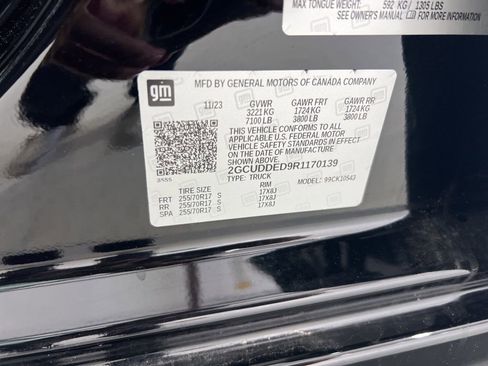 MAX TONGUE WEIGHT: 592 KG / 1305 LBS
SEE OWNER'S MANUAL FOR MORE INFORMATION
gm
MFD BY GENERAL MOTORS OF CANADA COMPANY
11/23 GVWR GAWR FRT GAWR RR
3221 KG 1724 KG 1724 KG
7100 LB 3800 LB 3800 LB
THIS VEHICLE CONFORMS TO ALL
APPLICABLE U.S. FEDERAL MOTOR
VEHICLE SAFETY STANDARDS IN
EFFECT ON THE DATE OF MANUFACTURE
SHOWN ABOVE.
2GCUDDED9R1170139
TYPE: TRUCK 99CK10543
TIRE SIZE RIM
FRT 255/70R17 S 17X8J
RR 255/70R17 S 17X8J
SPA 255/70R17 S 17X8J